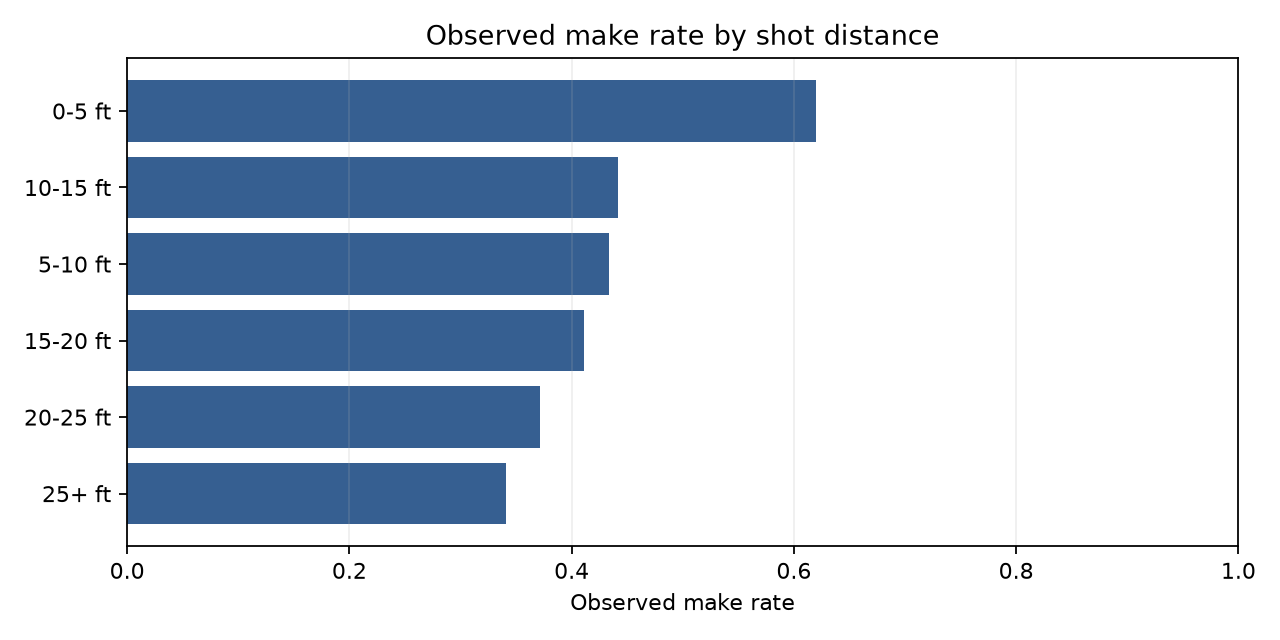 Observed make rate by shot distance
0-5 ft
10-15 ft
5-10 ft
15-20 ft
20-25 ft
25+ ft
0.0 0.2 0.4 0.6 0.8 1.0
Observed make rate